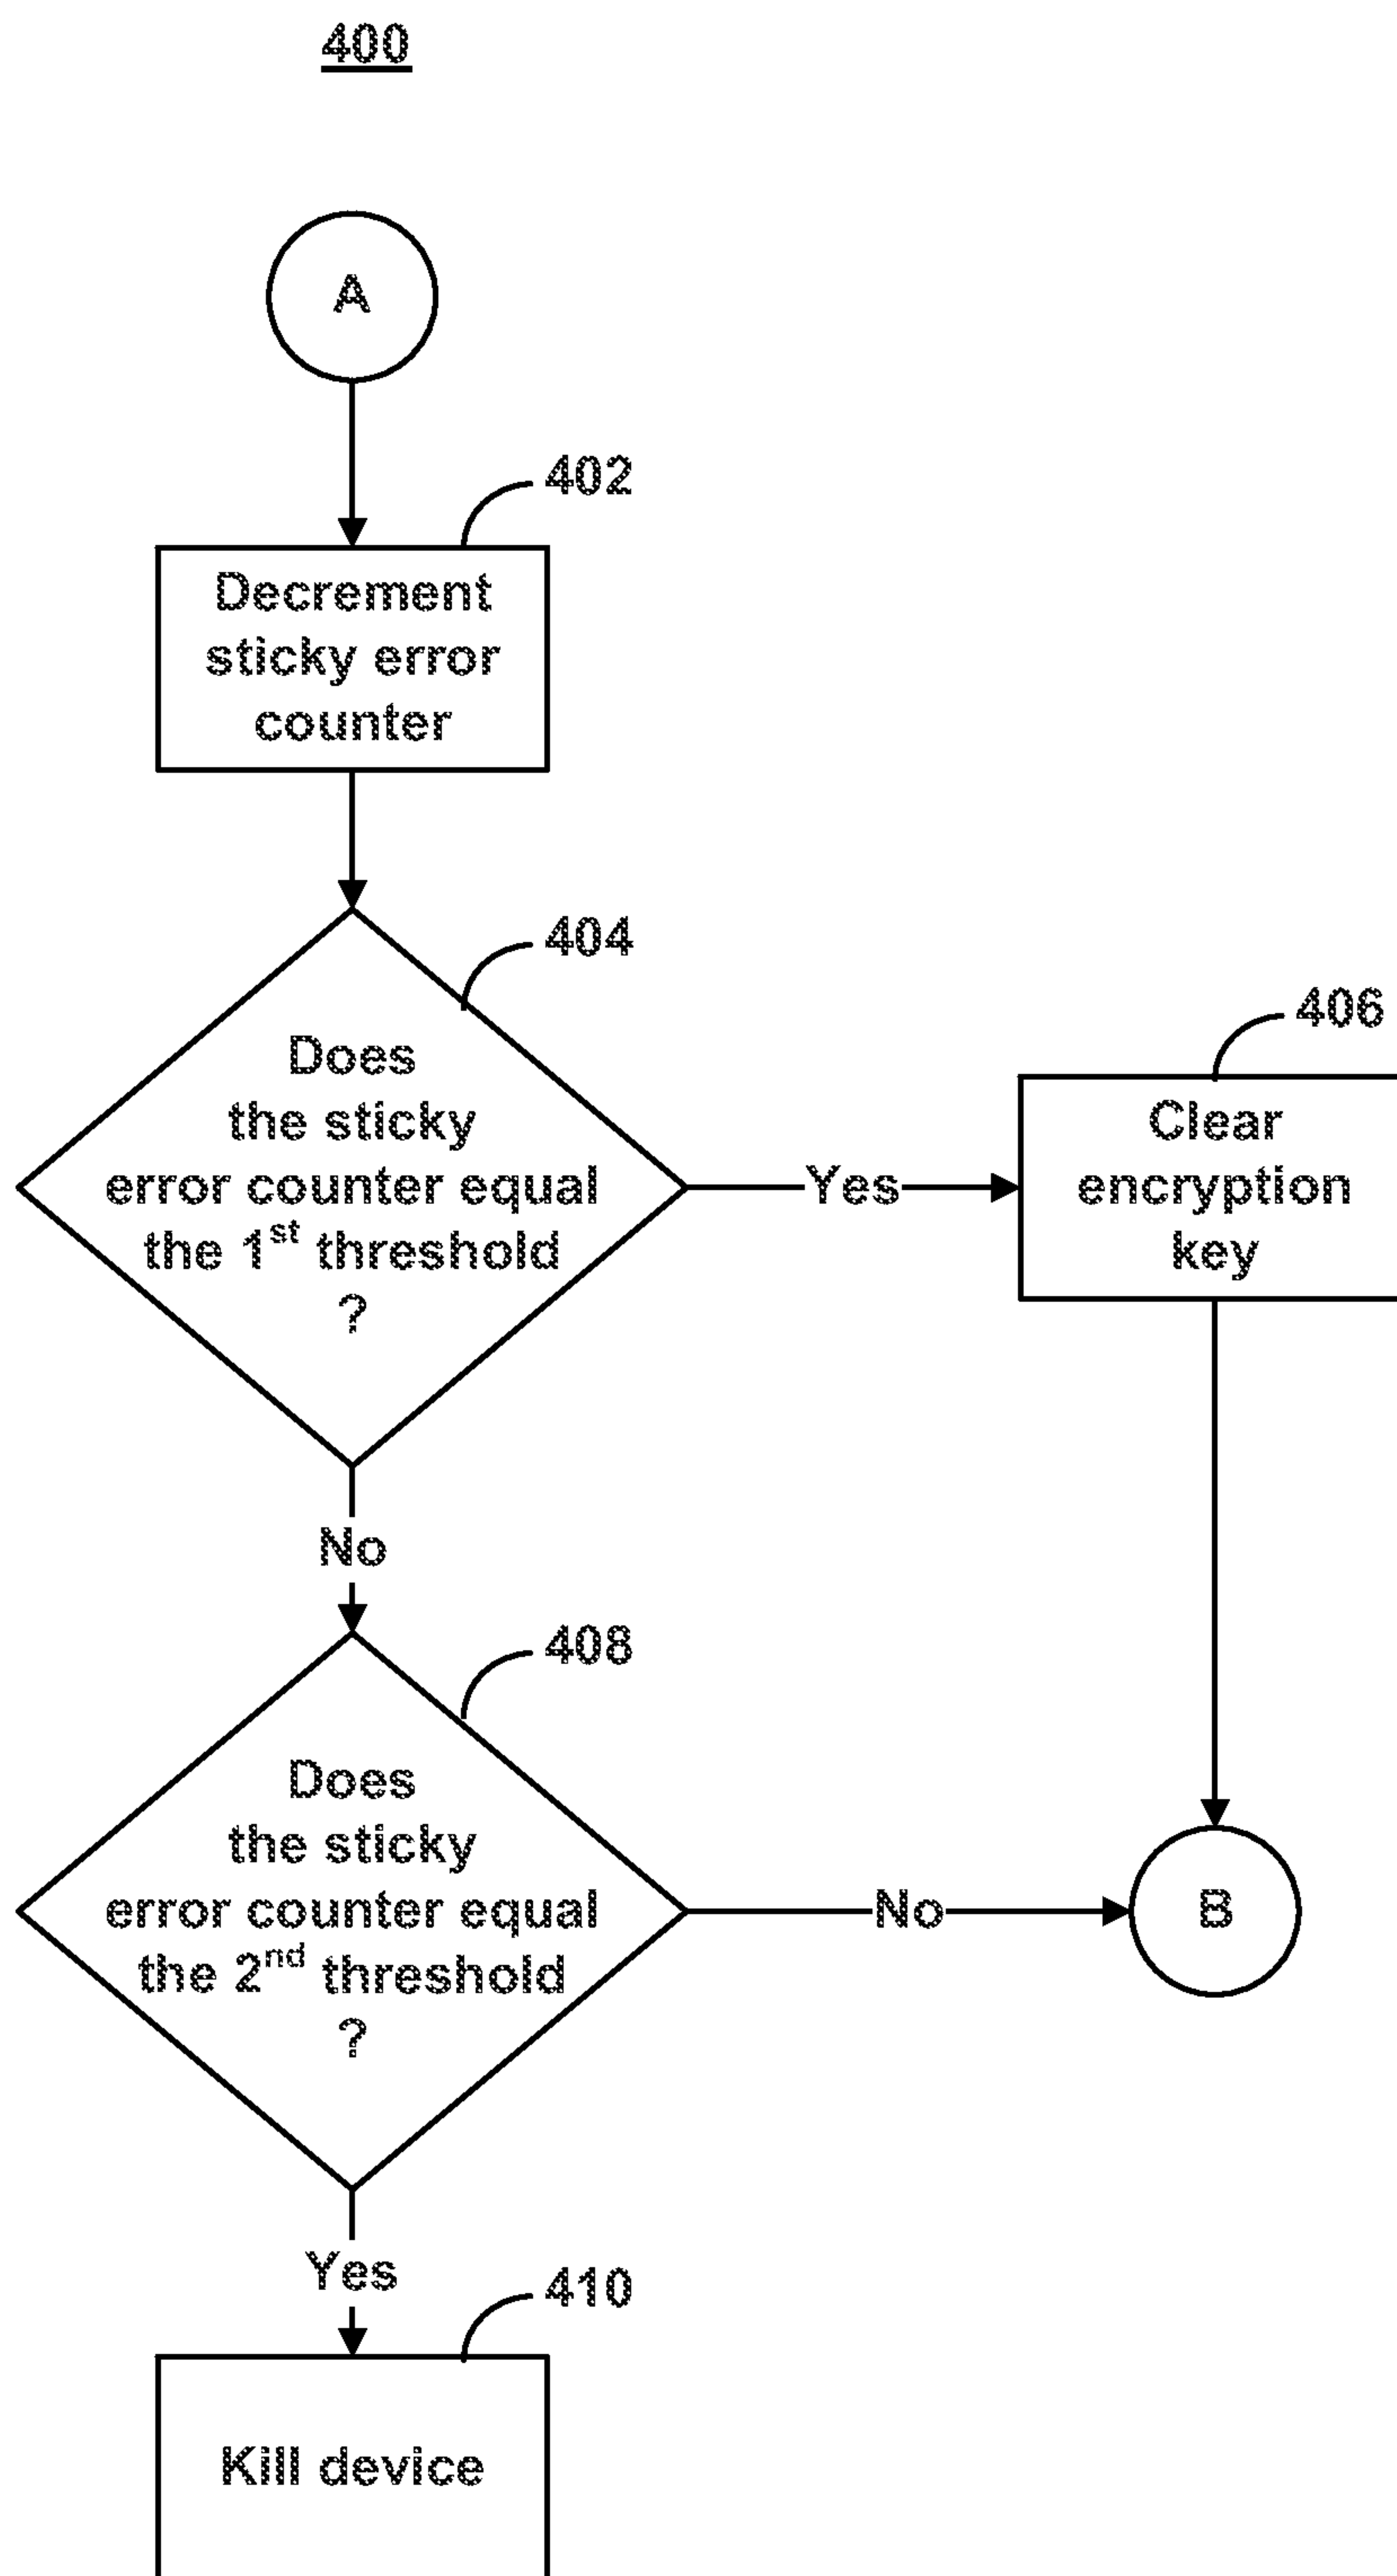 400
A
402
Decrement
sticky error
counter
404
Does
the sticky
error counter equal
the 1st threshold
?
Yes
406
Clear
encryption
key
No
408
Does
the sticky
error counter equal
the 2nd threshold
?
No
B
Yes
410
Kill device